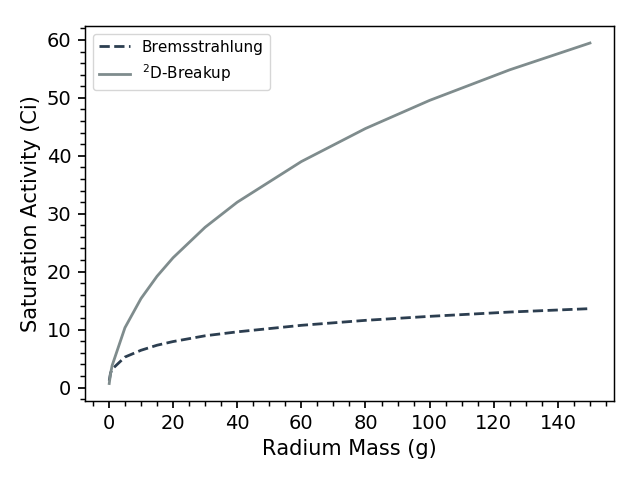 Bremsstrahlung
²D-Breakup
60
50
40
30
20
10
0
Saturation Activity (Ci)
0 20 40 60 80 100 120 140
Radium Mass (g)